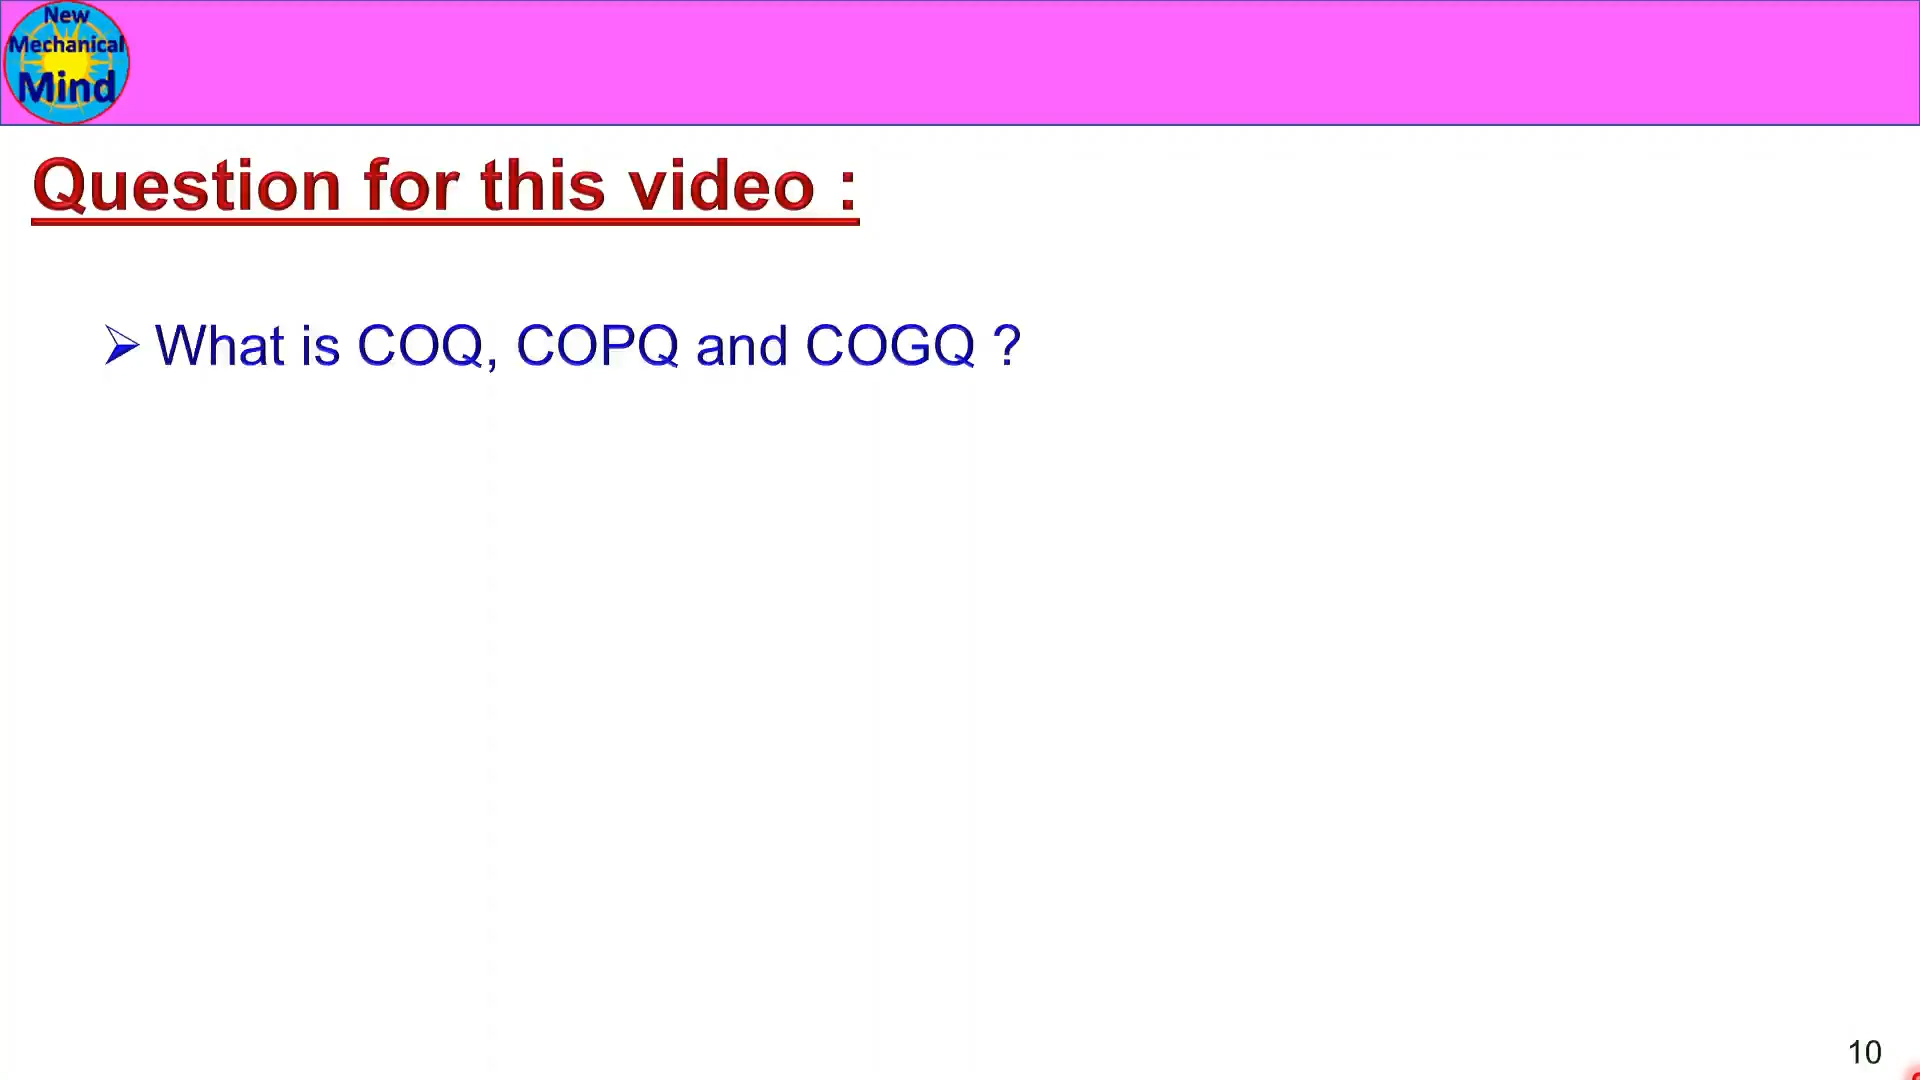 New
Mechanical
Mind
Question for this video :
➢ What is COQ, COPQ and COGQ ?
10